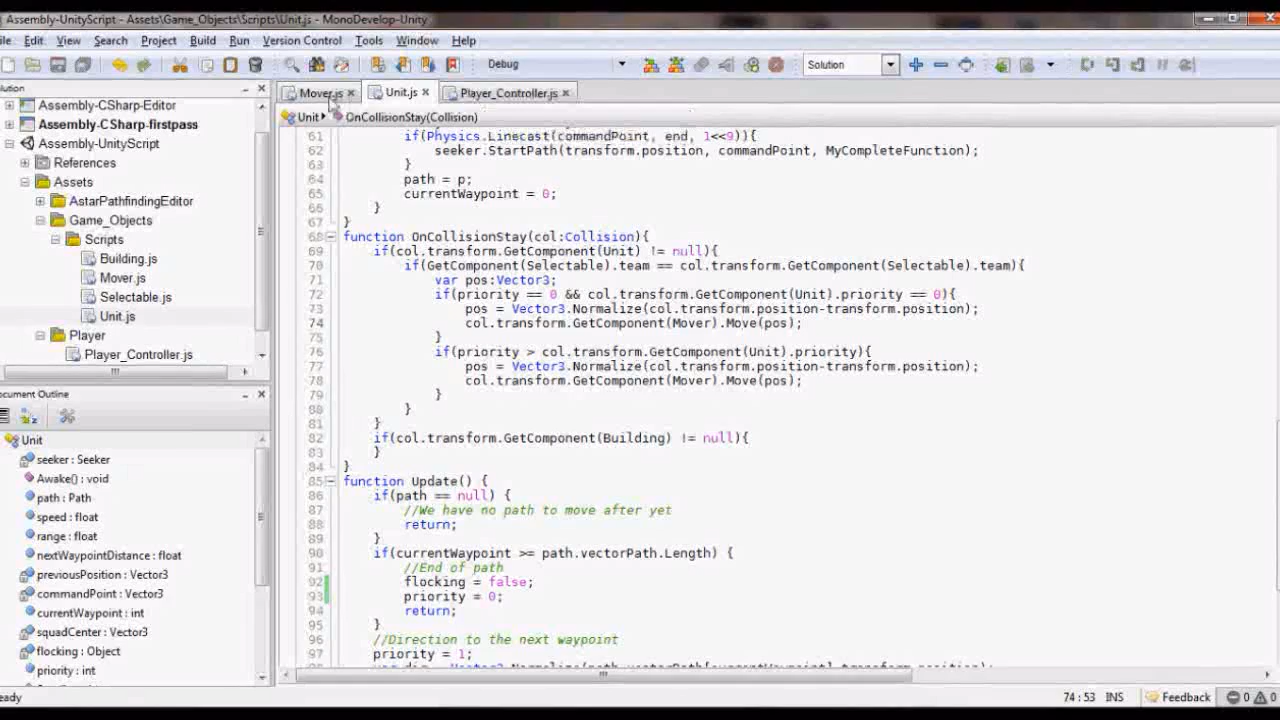 Assembly-UnityScript - Assets\Game_Objects\Scripts\Unit.js - MonoDevelop-Unity
ile Edit View Search Project Build Run Version Control Tools Window Help
Debug Solution
Solution
Assembly-CSharp-Editor
Assembly-CSharp-firstpass
Assembly-UnityScript
References
Assets
AstarPathfindingEditor
Game_Objects
Scripts
Building.js
Mover.js
Selectable.js
Unit.js
Player
Player_Controller.js
ocument Outline
Unit
seeker : Seeker
Awake() : void
path : Path
speed : float
range : float
nextWaypointDistance : float
previousPosition : Vector3
commandPoint : Vector3
currentWaypoint : int
squadCenter : Vector3
flocking : Object
priority : int
Mover.js Unit.js Player_Controller.js
Unit OnCollisionStay(Collision)
61 if(Physics.Linecast(commandPoint, end, 1<<9)){
62 seeker.StartPath(transform.position, commandPoint, MyCompleteFunction);
63 }
64 path = p;
65 currentWaypoint = 0;
66 }
67 }
68 function OnCollisionStay(col:Collision){
69 if(col.transform.GetComponent(Unit) != null){
70 if(GetComponent(Selectable).team == col.transform.GetComponent(Selectable).team){
71 var pos:Vector3;
72 if(priority == 0 && col.transform.GetComponent(Unit).priority == 0){
73 pos = Vector3.Normalize(col.transform.position-transform.position);
74 col.transform.GetComponent(Mover).Move(pos);
75 }
76 if(priority > col.transform.GetComponent(Unit).priority){
77 pos = Vector3.Normalize(col.transform.position-transform.position);
78 col.transform.GetComponent(Mover).Move(pos);
79 }
80 }
81 }
82 if(col.transform.GetComponent(Building) != null){
83 }
84 }
85 function Update() {
86 if(path == null) {
87 //We have no path to move after yet
88 return;
89 }
90 if(currentWaypoint >= path.vectorPath.Length) {
91 //End of path
92 flocking = false;
93 priority = 0;
94 return;
95 }
96 //Direction to the next waypoint
97 priority = 1;
eady 74 : 53 INS Feedback 0 0